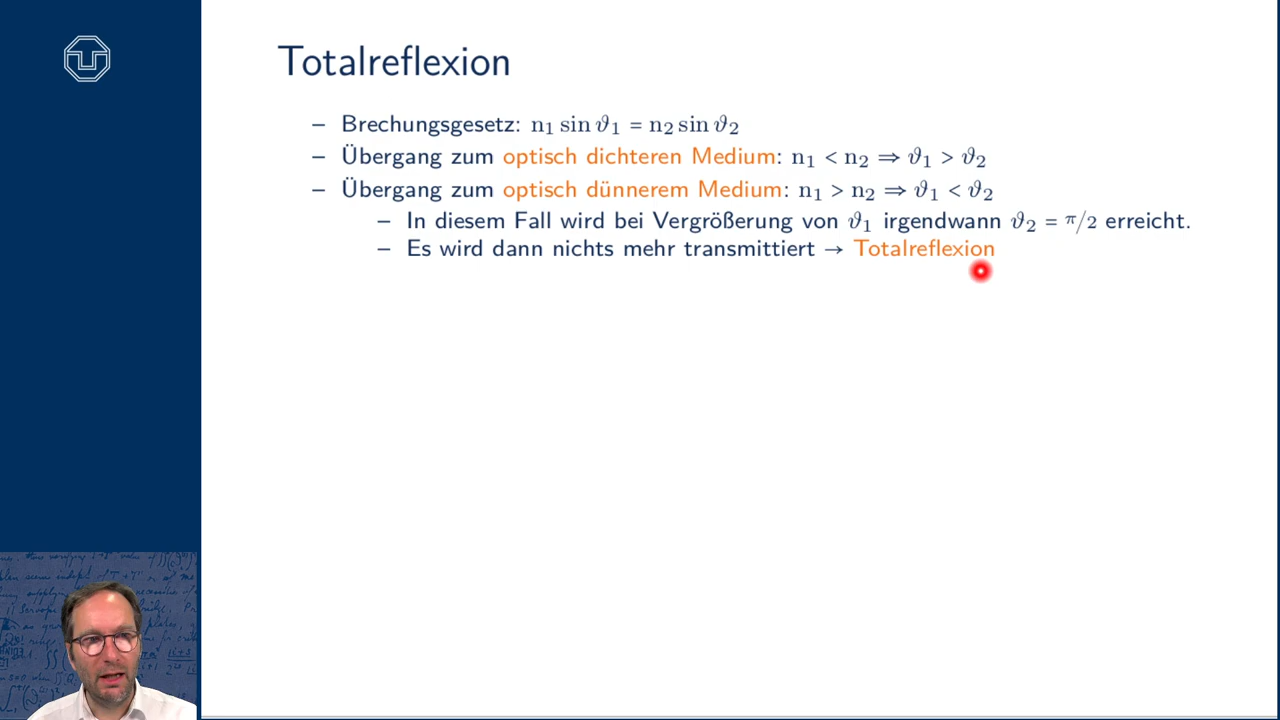 Totalreflexion
– Brechungsgesetz: n₁ sin ϑ₁ = n₂ sin ϑ₂
– Übergang zum optisch dichteren Medium: n₁ < n₂ ⇒ ϑ₁ > ϑ₂
– Übergang zum optisch dünnerem Medium: n₁ > n₂ ⇒ ϑ₁ < ϑ₂
– In diesem Fall wird bei Vergrößerung von ϑ₁ irgendwann ϑ₂ = π/2 erreicht.
– Es wird dann nichts mehr transmittiert → Totalreflexion